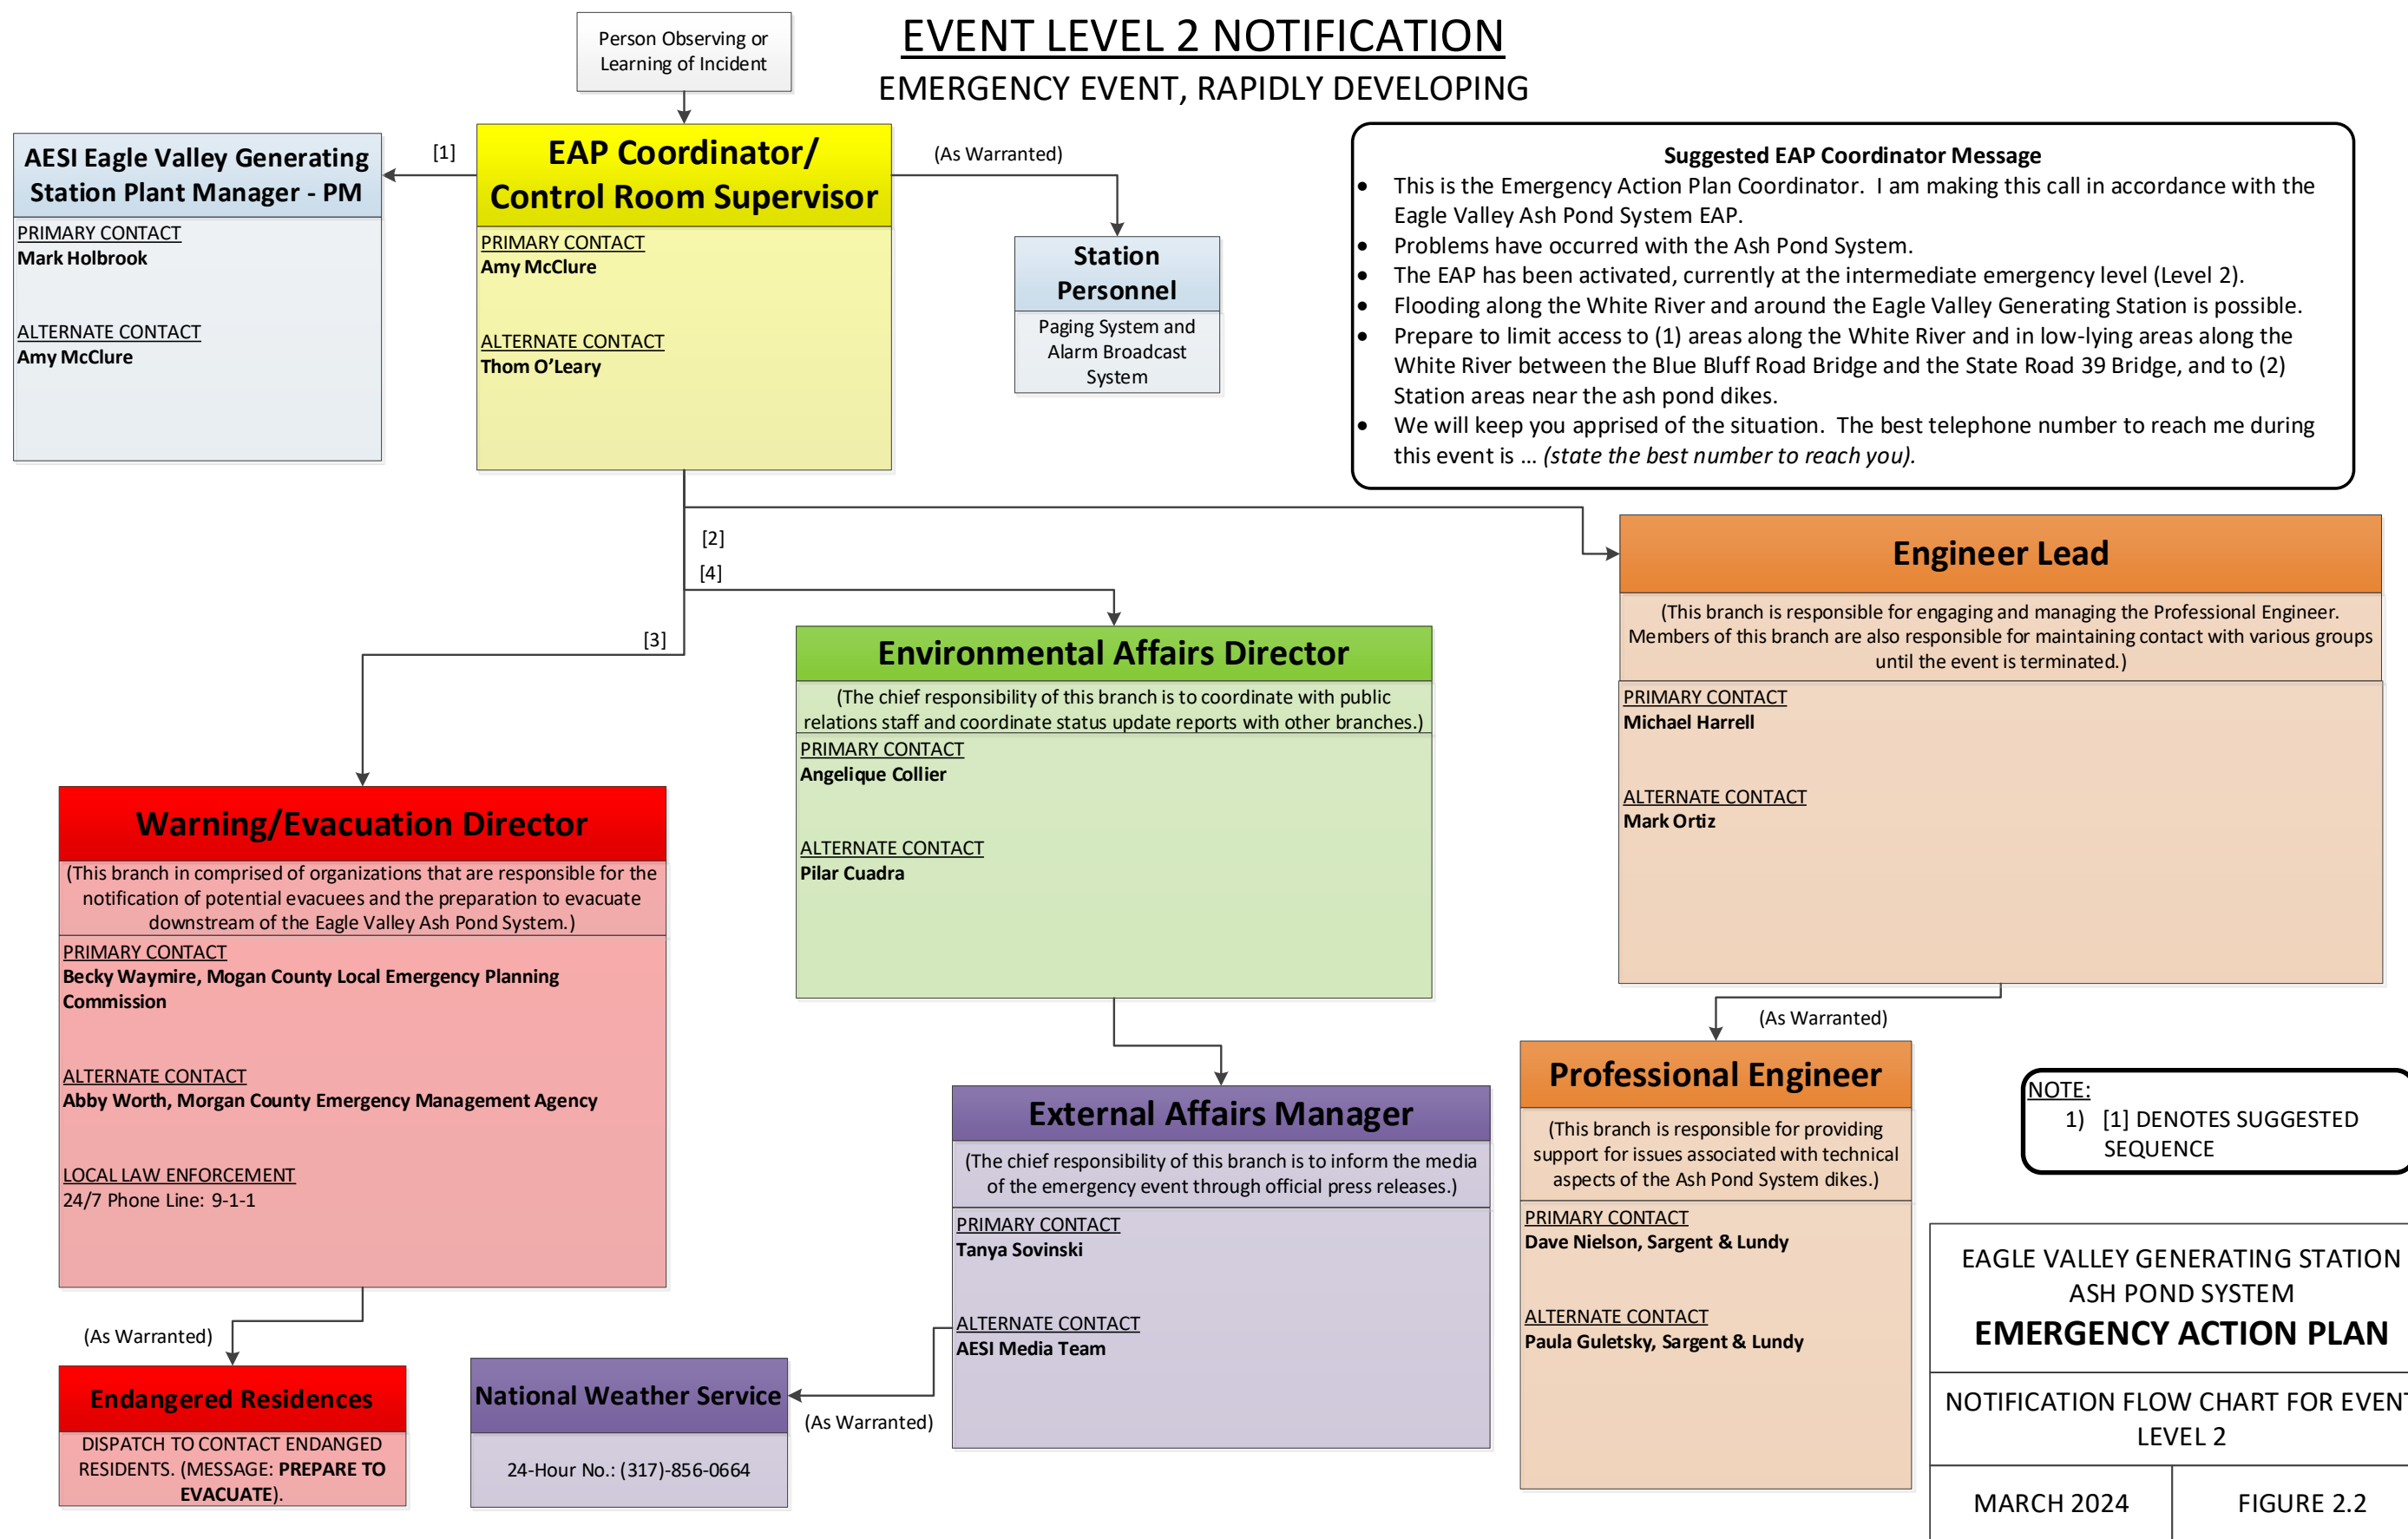 EVENT LEVEL 2 NOTIFICATION
EMERGENCY EVENT, RAPIDLY DEVELOPING
Person Observing or
Learning of Incident
AESI Eagle Valley Generating
Station Plant Manager - PM
PRIMARY CONTACT
Mark Holbrook
ALTERNATE CONTACT
Amy McClure
[1]
EAP Coordinator/
Control Room Supervisor
PRIMARY CONTACT
Amy McClure
ALTERNATE CONTACT
Thom O’Leary
(As Warranted)
Station
Personnel
Paging System and
Alarm Broadcast
System
Suggested EAP Coordinator Message
• This is the Emergency Action Plan Coordinator. I am making this call in accordance with the
Eagle Valley Ash Pond System EAP.
• Problems have occurred with the Ash Pond System.
• The EAP has been activated, currently at the intermediate emergency level (Level 2).
• Flooding along the White River and around the Eagle Valley Generating Station is possible.
• Prepare to limit access to (1) areas along the White River and in low-lying areas along the
White River between the Blue Bluff Road Bridge and the State Road 39 Bridge, and to (2)
Station areas near the ash pond dikes.
• We will keep you apprised of the situation. The best telephone number to reach me during
this event is … (state the best number to reach you).
[2]
[4]
[3]
Engineer Lead
(This branch is responsible for engaging and managing the Professional Engineer.
Members of this branch are also responsible for maintaining contact with various groups
until the event is terminated.)
PRIMARY CONTACT
Michael Harrell
ALTERNATE CONTACT
Mark Ortiz
Environmental Affairs Director
(The chief responsibility of this branch is to coordinate with public
relations staff and coordinate status update reports with other branches.)
PRIMARY CONTACT
Angelique Collier
ALTERNATE CONTACT
Pilar Cuadra
Warning/Evacuation Director
(This branch in comprised of organizations that are responsible for the
notification of potential evacuees and the preparation to evacuate
downstream of the Eagle Valley Ash Pond System.)
PRIMARY CONTACT
Becky Waymire, Mogan County Local Emergency Planning
Commission
ALTERNATE CONTACT
Abby Worth, Morgan County Emergency Management Agency
LOCAL LAW ENFORCEMENT
24/7 Phone Line: 9-1-1
(As Warranted)
Endangered Residences
DISPATCH TO CONTACT ENDANGED
RESIDENTS. (MESSAGE: PREPARE TO
EVACUATE).
External Affairs Manager
(The chief responsibility of this branch is to inform the media
of the emergency event through official press releases.)
PRIMARY CONTACT
Tanya Sovinski
ALTERNATE CONTACT
AESI Media Team
(As Warranted)
National Weather Service
24-Hour No.: (317)-856-0664
(As Warranted)
Professional Engineer
(This branch is responsible for providing
support for issues associated with technical
aspects of the Ash Pond System dikes.)
PRIMARY CONTACT
Dave Nielson, Sargent & Lundy
ALTERNATE CONTACT
Paula Guletsky, Sargent & Lundy
NOTE:
1) [1] DENOTES SUGGESTED
SEQUENCE
EAGLE VALLEY GENERATING STATION
ASH POND SYSTEM
EMERGENCY ACTION PLAN
NOTIFICATION FLOW CHART FOR EVENT
LEVEL 2
MARCH 2024
FIGURE 2.2